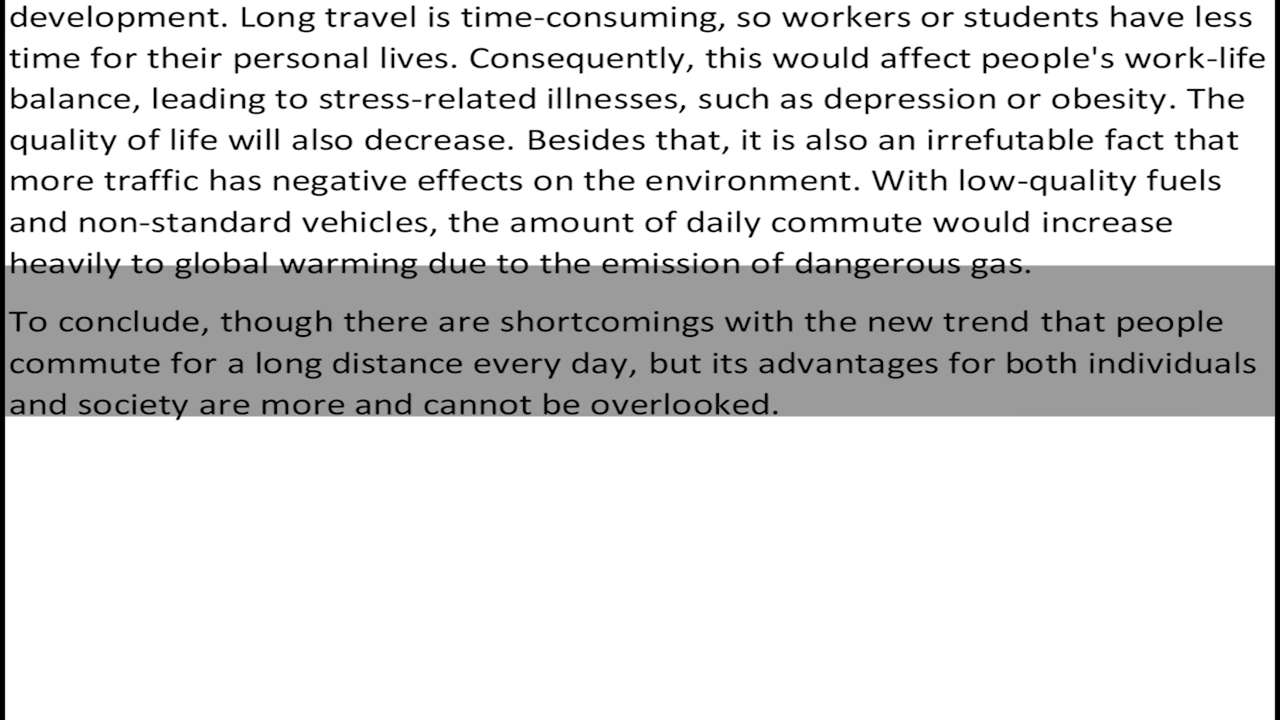 development. Long travel is time-consuming, so workers or students have less
time for their personal lives. Consequently, this would affect people's work-life
balance, leading to stress-related illnesses, such as depression or obesity. The
quality of life will also decrease. Besides that, it is also an irrefutable fact that
more traffic has negative effects on the environment. With low-quality fuels
and non-standard vehicles, the amount of daily commute would increase
heavily to global warming due to the emission of dangerous gas.
To conclude, though there are shortcomings with the new trend that people
commute for a long distance every day, but its advantages for both individuals
and society are more and cannot be overlooked.